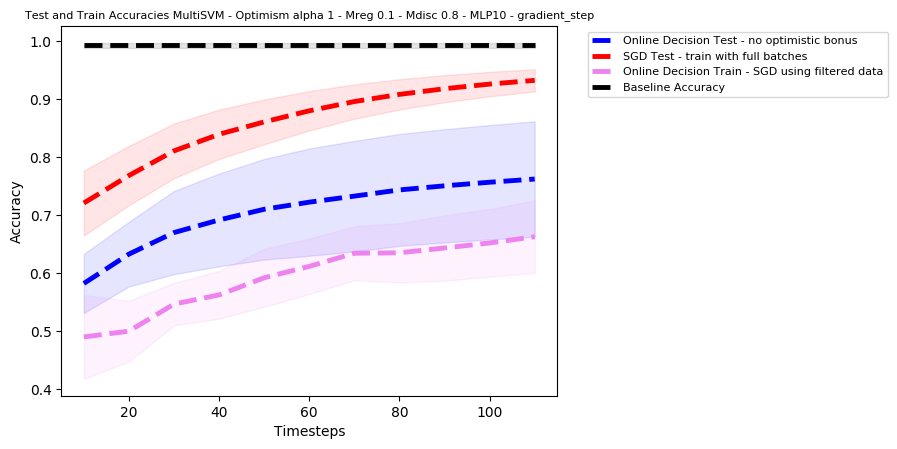 Test and Train Accuracies MultiSVM - Optimism alpha 1 - Mreg 0.1 - Mdisc 0.8 - MLP10 - gradient_step
Online Decision Test - no optimistic bonus
SGD Test - train with full batches
Online Decision Train - SGD using filtered data
Baseline Accuracy
Accuracy
1.0
0.9
0.8
0.7
0.6
0.5
0.4
20 40 60 80 100
Timesteps